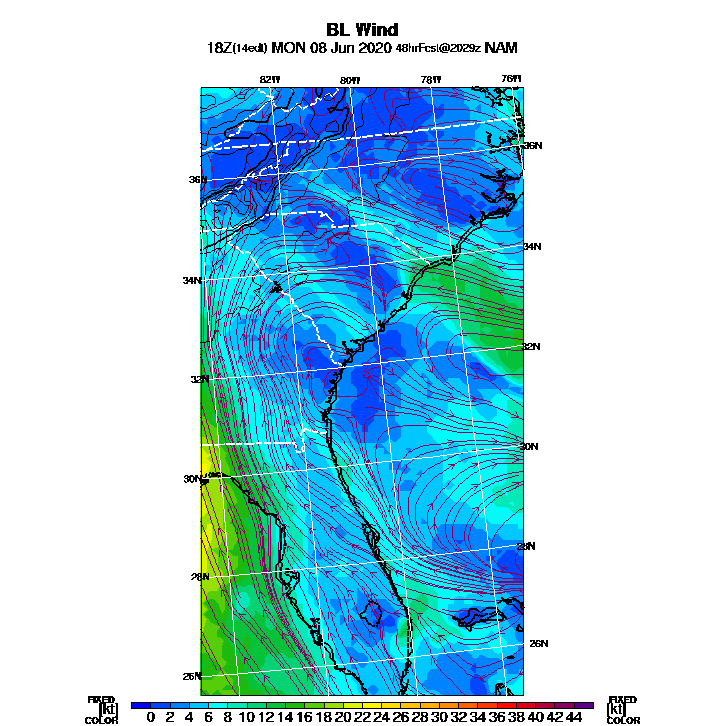 BL Wind
18Z(14edt) MON 08 Jun 2020 48hrFcst@2029z NAM
82W 80W 78W 76W
36N
36N
34N
34N
32N
32N
30N
30N
28N
28N
26N
26N
FIXED FIXED
[kt] 0 2 4 6 8 10 12 14 16 18 20 22 24 26 28 30 32 34 36 38 40 42 44 [kt]
COLOR COLOR